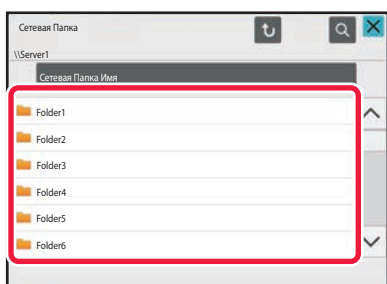 Сетевая Папка
\\Server1
Сетевая Папка Имя
Folder1
Folder2
Folder3
Folder4
Folder5
Folder6